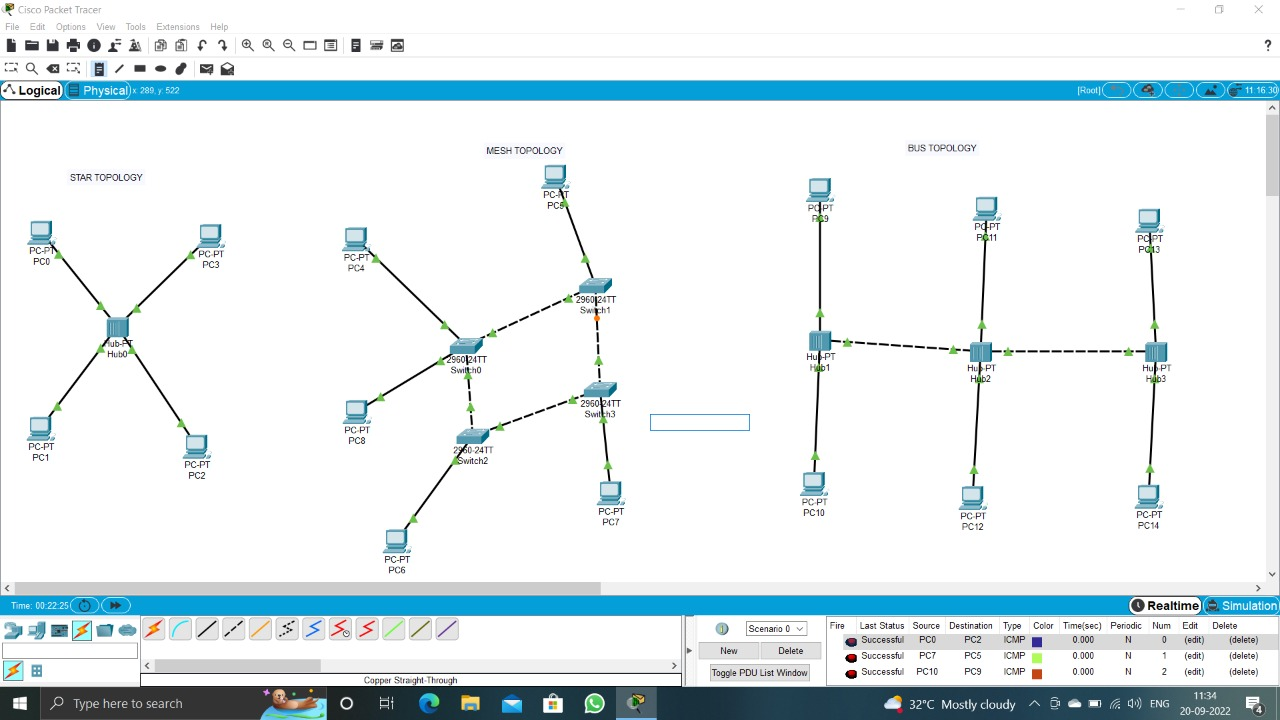 Cisco Packet Tracer
File Edit Options View Tools Extensions Help
?
Logical Physical x: 289, y: 522 [Root] 11:16:30
STAR TOPOLOGY
PC-PT
PC0
PC-PT
PC3
Hub-PT
Hub0
PC-PT
PC1
PC-PT
PC2
MESH TOPOLOGY
PC-PT
PC5
PC-PT
PC4
2960-24TT
Switch1
2960-24TT
Switch0
2960-24TT
Switch3
PC-PT
PC8
2960-24TT
Switch2
PC-PT
PC7
PC-PT
PC6
BUS TOPOLOGY
PC-PT
PC9
PC-PT
PC11
PC-PT
PC13
Hub-PT
Hub1
Hub-PT
Hub2
Hub-PT
Hub3
PC-PT
PC10
PC-PT
PC12
PC-PT
PC14
Time: 00:22:25 Realtime Simulation
Scenario 0
New Delete
Toggle PDU List Window
Copper Straight-Through
Fire Last Status Source Destination Type Color Time(sec) Periodic Num Edit Delete
Successful PC0 PC2 ICMP 0.000 N 0 (edit) (delete)
Successful PC7 PC5 ICMP 0.000 N 1 (edit) (delete)
Successful PC10 PC9 ICMP 0.000 N 2 (edit) (delete)
Type here to search
32°C Mostly cloudy ENG 11:34
20-09-2022
4